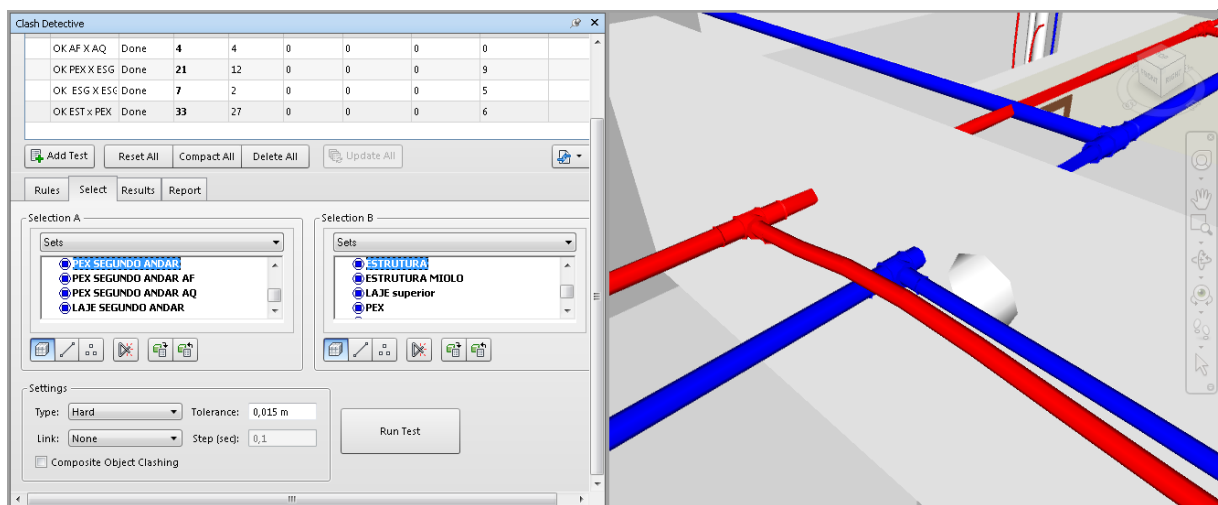 Clash Detective
OK AF X AQ Done 4 4 0 0 0 0
OK PEX X ESG Done 21 12 0 0 0 9
OK ESG X ESG Done 7 2 0 0 0 5
OK EST x PEX Done 33 27 0 0 0 6
Add Test Reset All Compact All Delete All Update All
Rules Select Results Report
Selection A
Sets
PEX SEGUNDO ANDAR
PEX SEGUNDO ANDAR AF
PEX SEGUNDO ANDAR AQ
LAJE SEGUNDO ANDAR
Selection B
Sets
ESTRUTURA
ESTRUTURA MIOLO
LAJE superior
PEX
Settings
Type: Hard Tolerance: 0,015 m
Link: None Step (sec): 0,1
Composite Object Clashing
Run Test
FRONT RIGHT